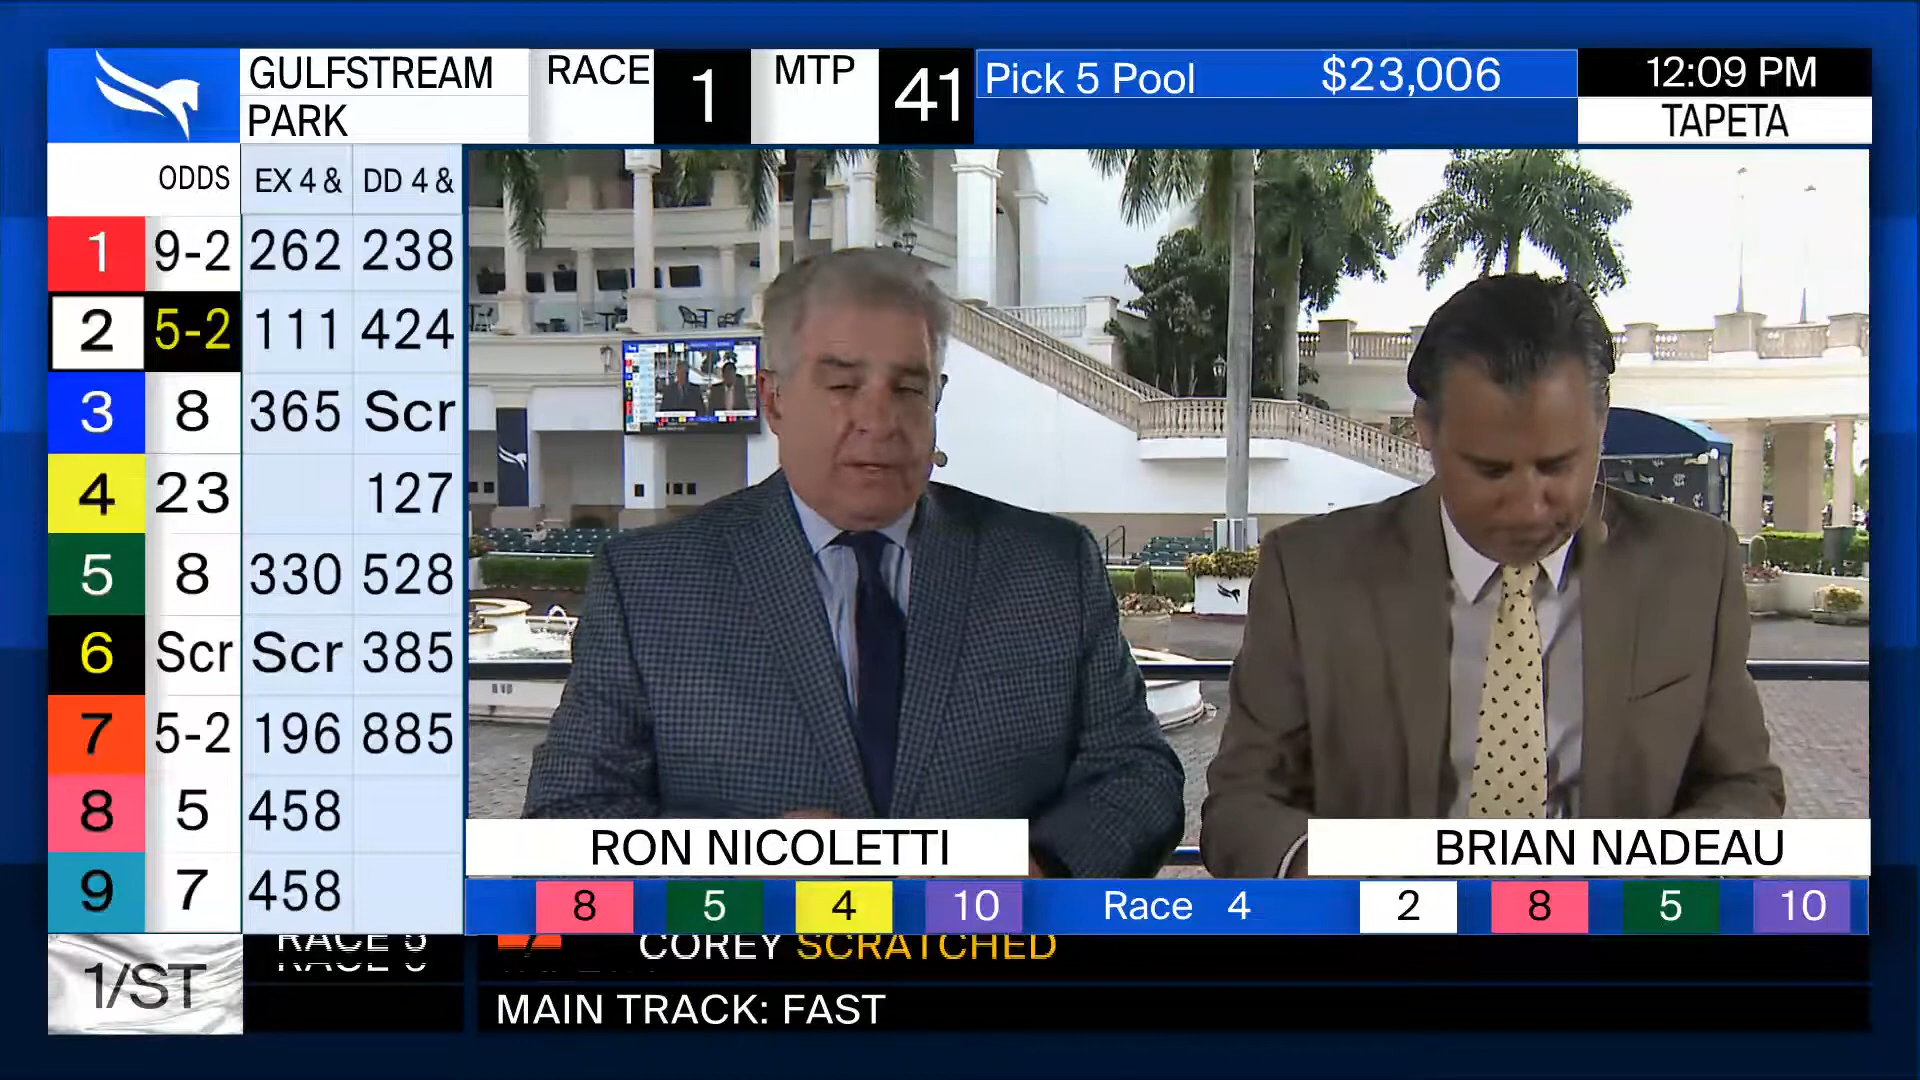 GULFSTREAM PARK
RACE 1
MTP 41
Pick 5 Pool $23,006
12:09 PM
TAPETA
ODDS EX 4 & DD 4 &
1 9-2 262 238
2 5-2 111 424
3 8 365 Scr
4 23 127
5 8 330 528
6 Scr Scr 385
7 5-2 196 885
8 5 458
9 7 458
RON NICOLETTI
BRIAN NADEAU
8 5 4 10 Race 4 2 8 5 10
RACE 5 7 COREY SCRATCHED
1/ST
MAIN TRACK: FAST